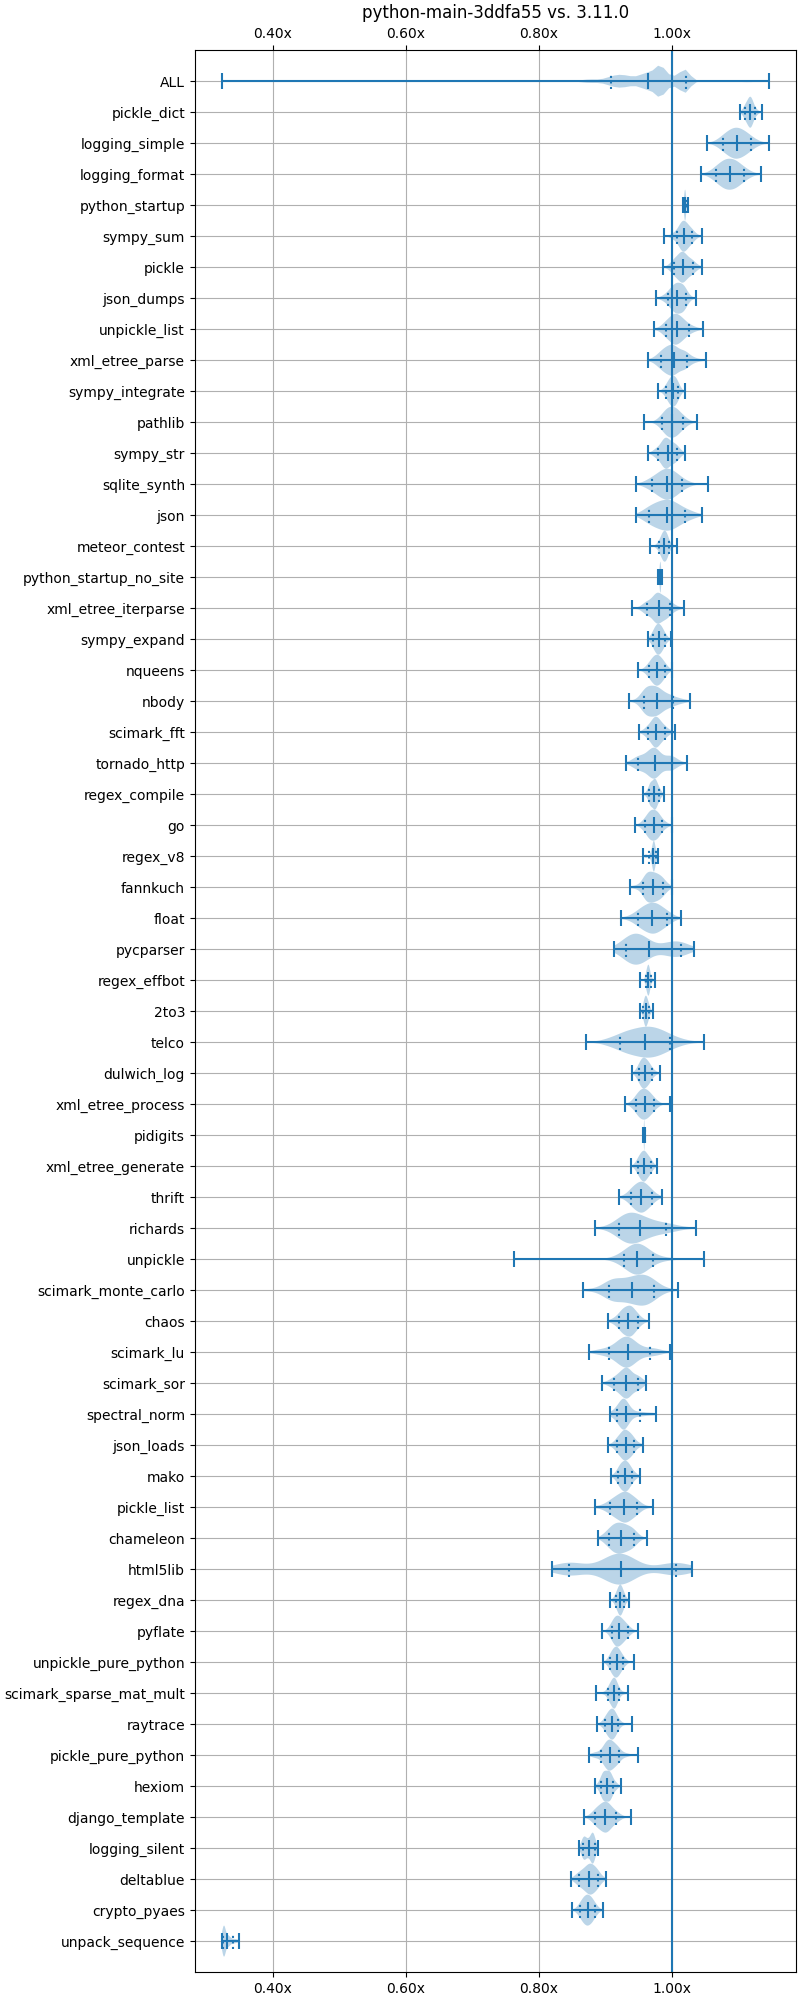 python-main-3ddfa55 vs. 3.11.0
0.40x 0.60x 0.80x 1.00x
ALL
pickle_dict
logging_simple
logging_format
python_startup
sympy_sum
pickle
json_dumps
unpickle_list
xml_etree_parse
sympy_integrate
pathlib
sympy_str
sqlite_synth
json
meteor_contest
python_startup_no_site
xml_etree_iterparse
sympy_expand
nqueens
nbody
scimark_fft
tornado_http
regex_compile
go
regex_v8
fannkuch
float
pycparser
regex_effbot
2to3
telco
dulwich_log
xml_etree_process
pidigits
xml_etree_generate
thrift
richards
unpickle
scimark_monte_carlo
chaos
scimark_lu
scimark_sor
spectral_norm
json_loads
mako
pickle_list
chameleon
html5lib
regex_dna
pyflate
unpickle_pure_python
scimark_sparse_mat_mult
raytrace
pickle_pure_python
hexiom
django_template
logging_silent
deltablue
crypto_pyaes
unpack_sequence
0.40x 0.60x 0.80x 1.00x